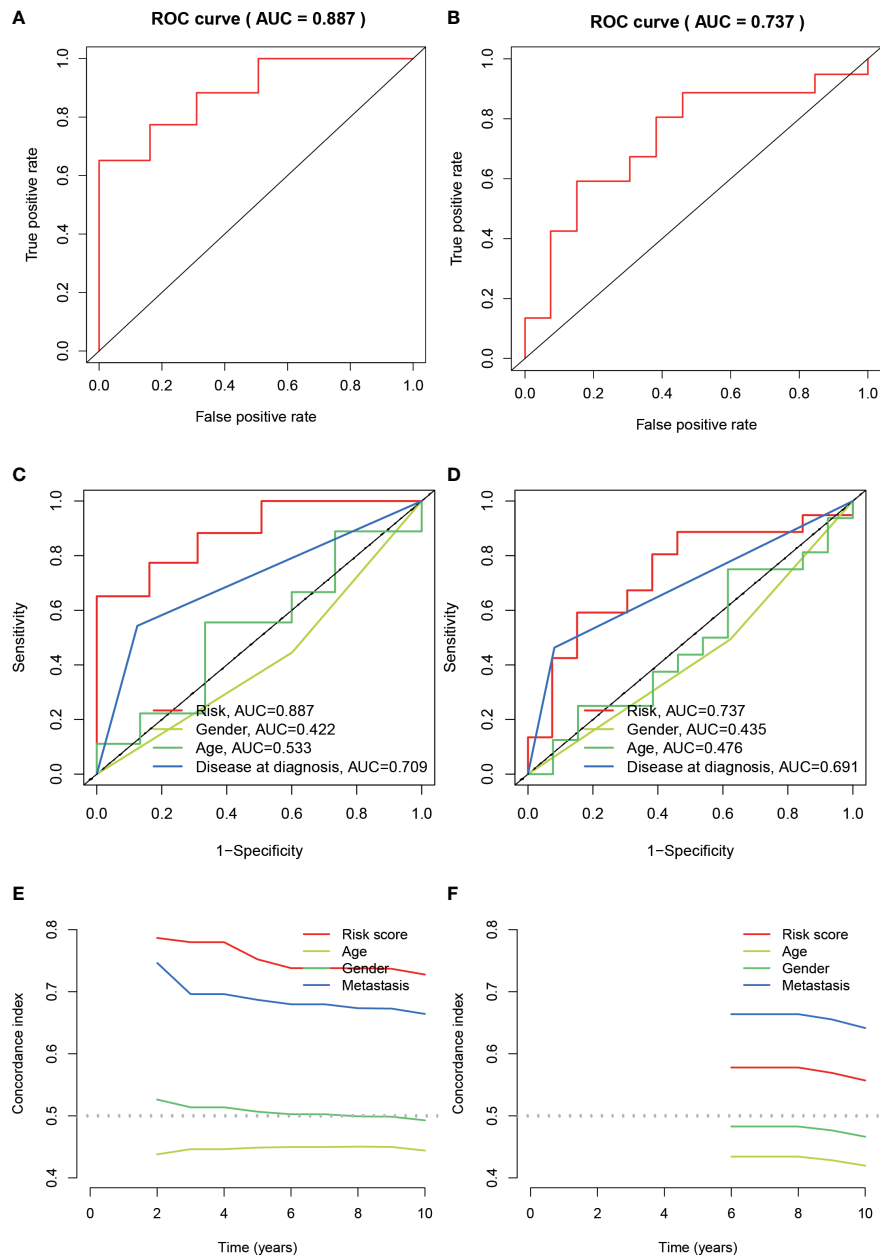 A
ROC curve ( AUC = 0.887 )
True positive rate
0.0 0.2 0.4 0.6 0.8 1.0
0.0 0.2 0.4 0.6 0.8 1.0
False positive rate
B
ROC curve ( AUC = 0.737 )
True positive rate
0.0 0.2 0.4 0.6 0.8 1.0
0.0 0.2 0.4 0.6 0.8 1.0
False positive rate
C
Sensitivity
0.0 0.2 0.4 0.6 0.8 1.0
Risk, AUC=0.887
Gender, AUC=0.422
Age, AUC=0.533
Disease at diagnosis, AUC=0.709
0.0 0.2 0.4 0.6 0.8 1.0
1−Specificity
D
Sensitivity
0.0 0.2 0.4 0.6 0.8 1.0
Risk, AUC=0.737
Gender, AUC=0.435
Age, AUC=0.476
Disease at diagnosis, AUC=0.691
0.0 0.2 0.4 0.6 0.8 1.0
1−Specificity
E
Concordance index
0.4 0.5 0.6 0.7 0.8
Risk score
Age
Gender
Metastasis
0 2 4 6 8 10
Time (years)
F
Concordance index
0.4 0.5 0.6 0.7 0.8
Risk score
Age
Gender
Metastasis
0 2 4 6 8 10
Time (years)